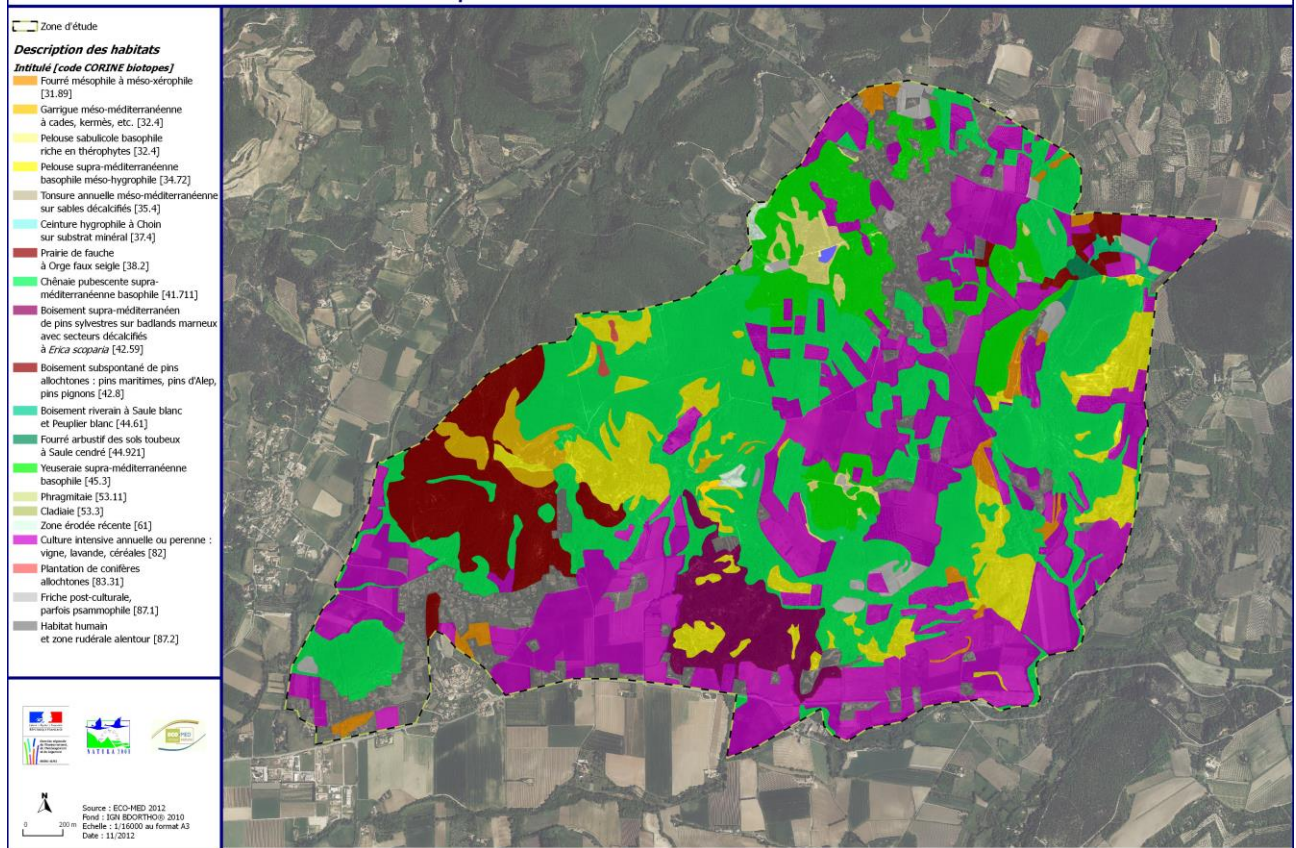 Zone d'étude
Description des habitats
Intitulé [code CORINE biotopes]
Fourré mésophile à méso-xérophile
[31.89]
Garrigue méso-méditerranéenne
à cades, kermès, etc. [32.4]
Pelouse sabulicole basophile
riche en thérophytes [32.4]
Pelouse supra-méditerranéenne
basophile méso-hygrophile [34.72]
Tonsure annuelle méso-méditerranéenne
sur sables décalcifiés [35.4]
Ceinture hygrophile à Choin
sur substrat minéral [37.4]
Prairie de fauche
à Orge faux seigle [38.2]
Chênaie pubescente supra-
méditerranéenne basophile [41.711]
Boisement supra-méditerranéen
de pins sylvestres sur badlands marneux
avec secteurs décalcifiés
à Erica scoparia [42.59]
Boisement subspontané de pins
allochtones : pins maritimes, pins d'Alep,
pins pignons [42.8]
Boisement riverain à Saule blanc
et Peuplier blanc [44.61]
Fourré arbustif des sols toubeux
à Saule cendré [44.921]
Yeuseraie supra-méditerranéenne
basophile [45.3]
Phragmitaie [53.11]
Cladiaie [53.3]
Zone érodée récente [61]
Culture intensive annuelle ou perenne :
vigne, lavande, céréales [82]
Plantation de conifères
allochtones [83.31]
Friche post-culturale,
parfois psammophile [87.1]
Habitat humain
et zone rudérale alentour [87.2]
NATURA 2000
N
0 200 m
Source : ECO-MED 2012
Fond : IGN BDORTHO® 2010
Echelle : 1/16000 au format A3
Date : 11/2012